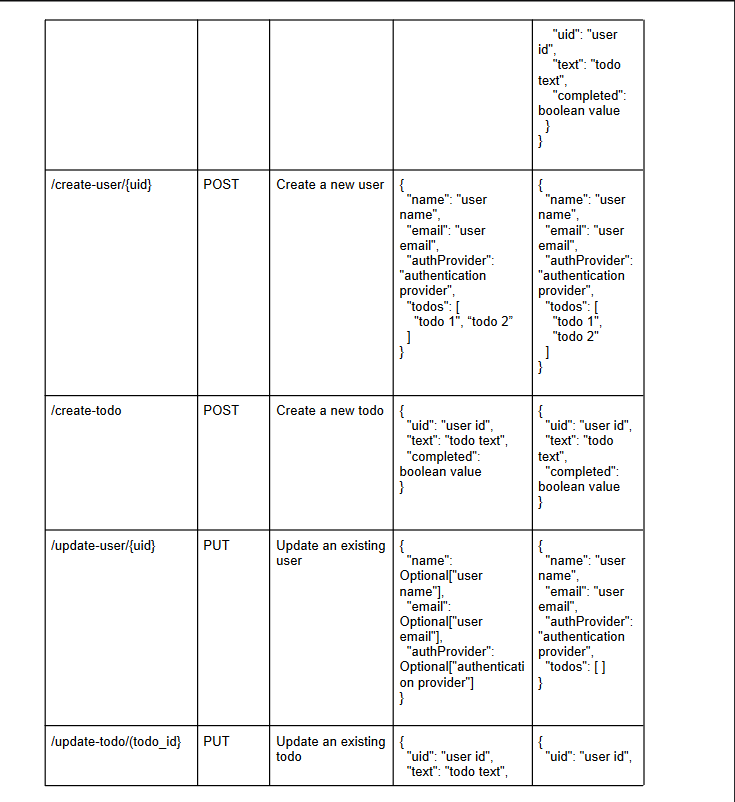 "uid": "user
id",
"text": "todo
text",
"completed":
boolean value
}
}
/create-user/{uid}
POST
Create a new user
{
"name": "user
name",
"email": "user
email",
"authProvider":
"authentication
provider",
"todos": [
"todo 1", “todo 2”
]
}
{
"name": "user
name",
"email": "user
email",
"authProvider":
"authentication
provider",
"todos": [
"todo 1",
"todo 2"
]
}
/create-todo
POST
Create a new todo
{
"uid": "user id",
"text": "todo text",
"completed":
boolean value
}
{
"uid": "user id",
"text": "todo
text",
"completed":
boolean value
}
/update-user/{uid}
PUT
Update an existing
user
{
"name":
Optional["user
name"],
"email":
Optional["user
email"],
"authProvider":
Optional["authenticati
on provider"]
}
{
"name": "user
name",
"email": "user
email",
"authProvider":
"authentication
provider",
"todos": [ ]
}
/update-todo/(todo_id}
PUT
Update an existing
todo
{
"uid": "user id",
"text": "todo text",
{
"uid": "user id",